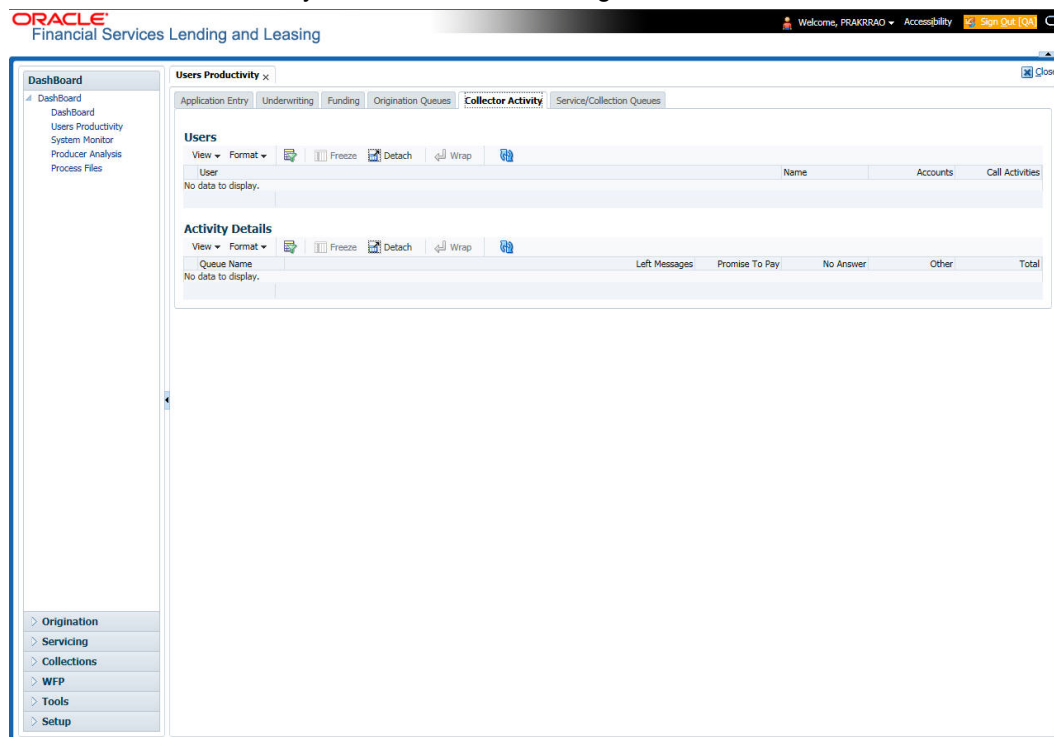 ORACLE
Financial Services Lending and Leasing
Welcome, PRAKRRAO Accessibility Sign Out [QA]
DashBoard
DashBoard
DashBoard
Users Productivity
System Monitor
Producer Analysis
Process Files
Origination
Servicing
Collections
WFP
Tools
Setup
Users Productivity x Close
Application Entry Underwriting Funding Origination Queues Collector Activity Service/Collection Queues
Users
View Format Freeze Detach Wrap
User Name Accounts Call Activities
No data to display.
Activity Details
View Format Freeze Detach Wrap
Queue Name Left Messages Promise To Pay No Answer Other Total
No data to display.